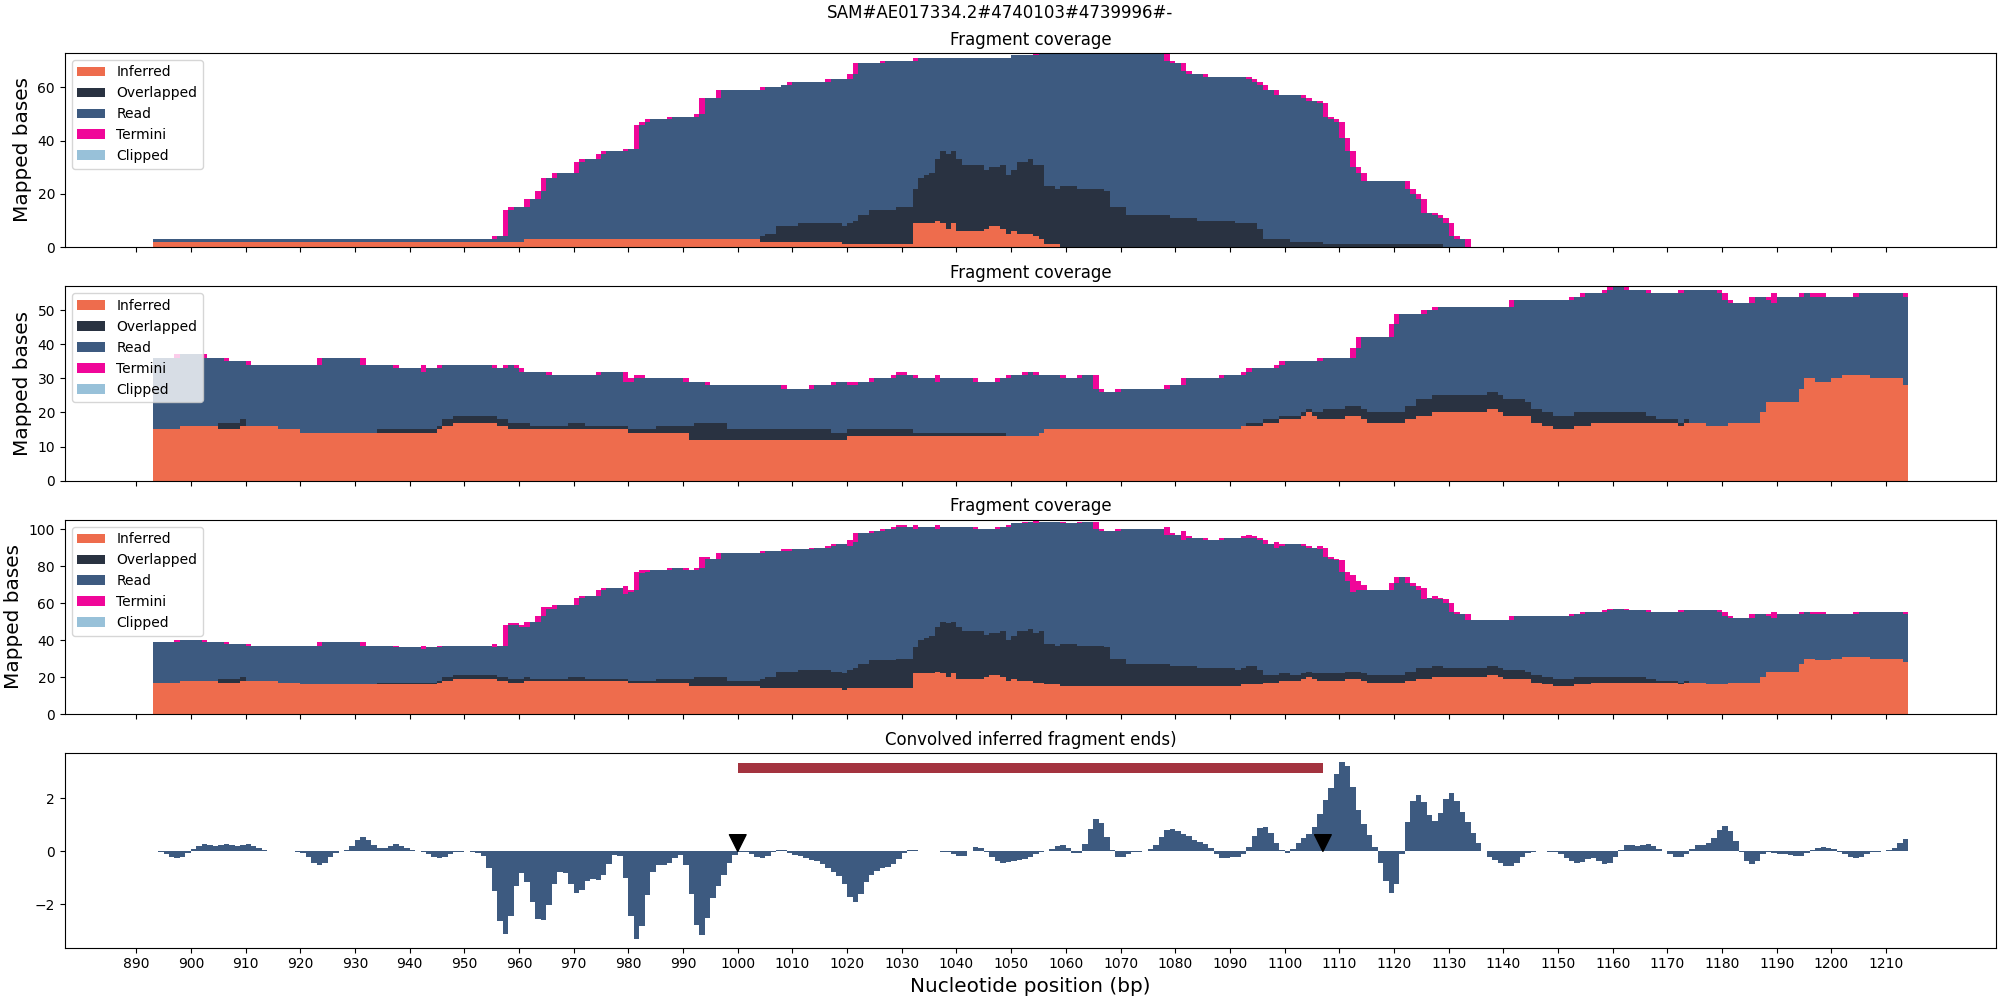 SAM#AE017334.2#4740103#4739996#-
Fragment coverage
Mapped bases
60
40
20
0
Inferred
Overlapped
Read
Termini
Clipped
Fragment coverage
Mapped bases
50
40
30
20
10
0
Inferred
Overlapped
Read
Termini
Clipped
Fragment coverage
Mapped bases
100
80
60
40
20
0
Inferred
Overlapped
Read
Termini
Clipped
Convolved inferred fragment ends)
2
0
−2
890 900 910 920 930 940 950 960 970 980 990 1000 1010 1020 1030 1040 1050 1060 1070 1080 1090 1100 1110 1120 1130 1140 1150 1160 1170 1180 1190 1200 1210
Nucleotide position (bp)